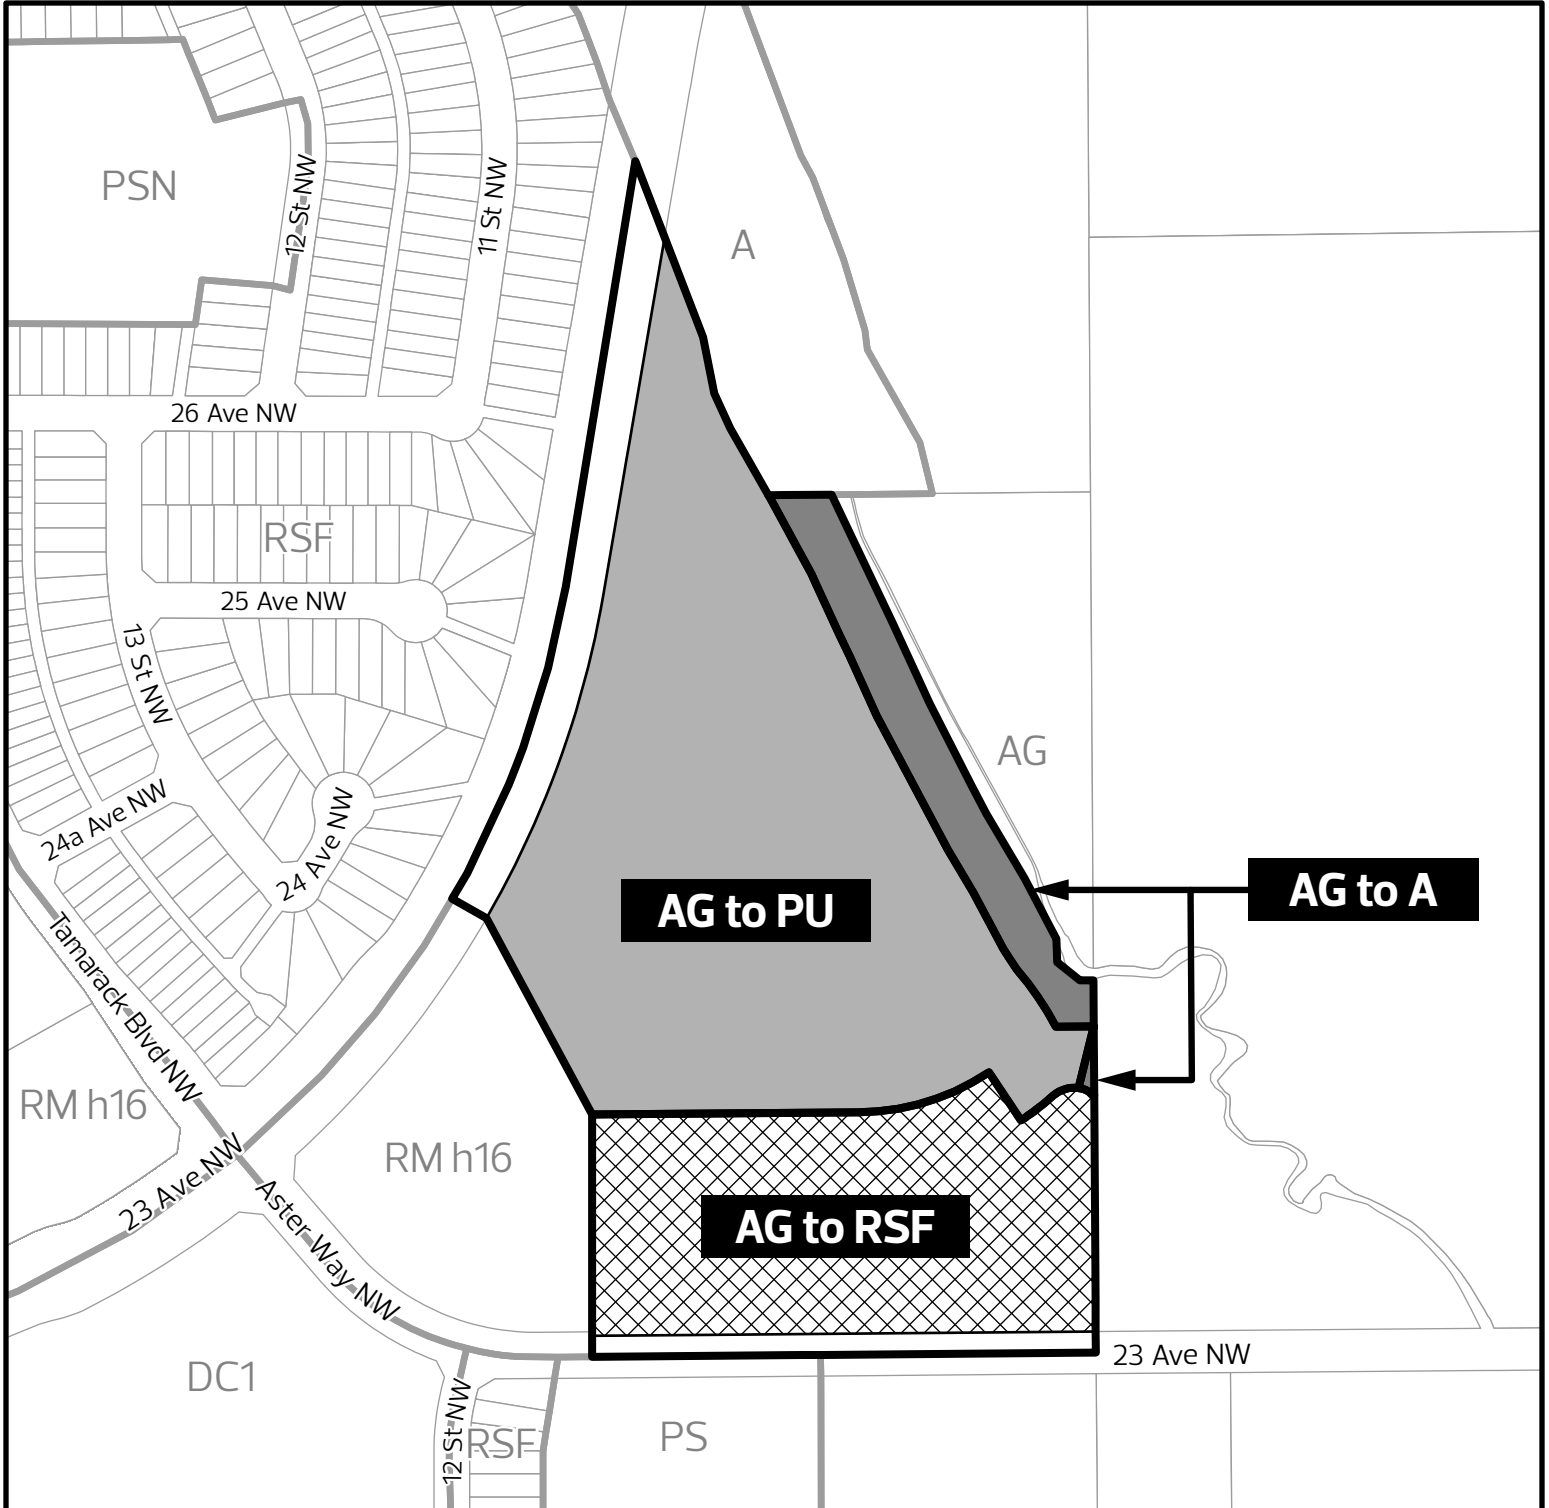 PSN
12 St NW
11 St NW
A
26 Ave NW
RSF
25 Ave NW
13 St NW
AG
24a Ave NW
24 Ave NW
AG to PU
AG to A
Tamarack Blvd NW
RM h16
RM h16
23 Ave NW
Aster Way NW
AG to RSF
23 Ave NW
DC1
12 St NW
RSF
PS